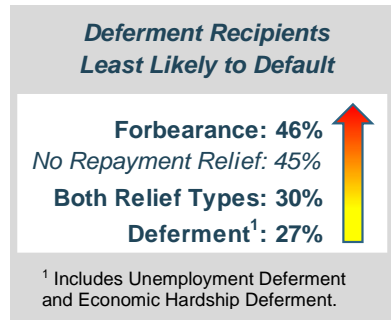 Deferment Recipients
Least Likely to Default
Forbearance: 46%
No Repayment Relief: 45%
Both Relief Types: 30%
Deferment¹: 27%
¹ Includes Unemployment Deferment
and Economic Hardship Deferment.